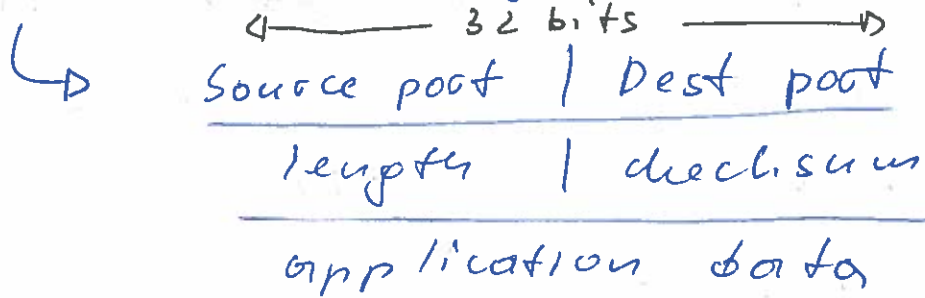 32 bits
Source port | Dest port
length | checksum
application data